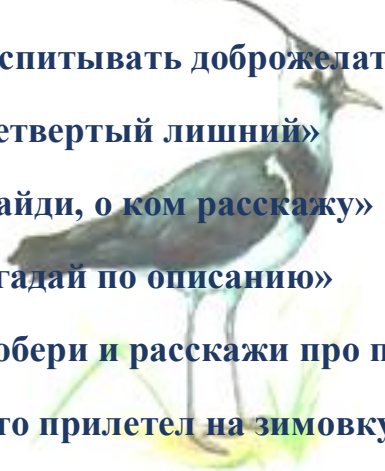 спитывать доброжелат
етвертый лишний»
айди, о ком расскажу»
гадай по описанию»
обери и расскажи про п
то прилетел на зимовку